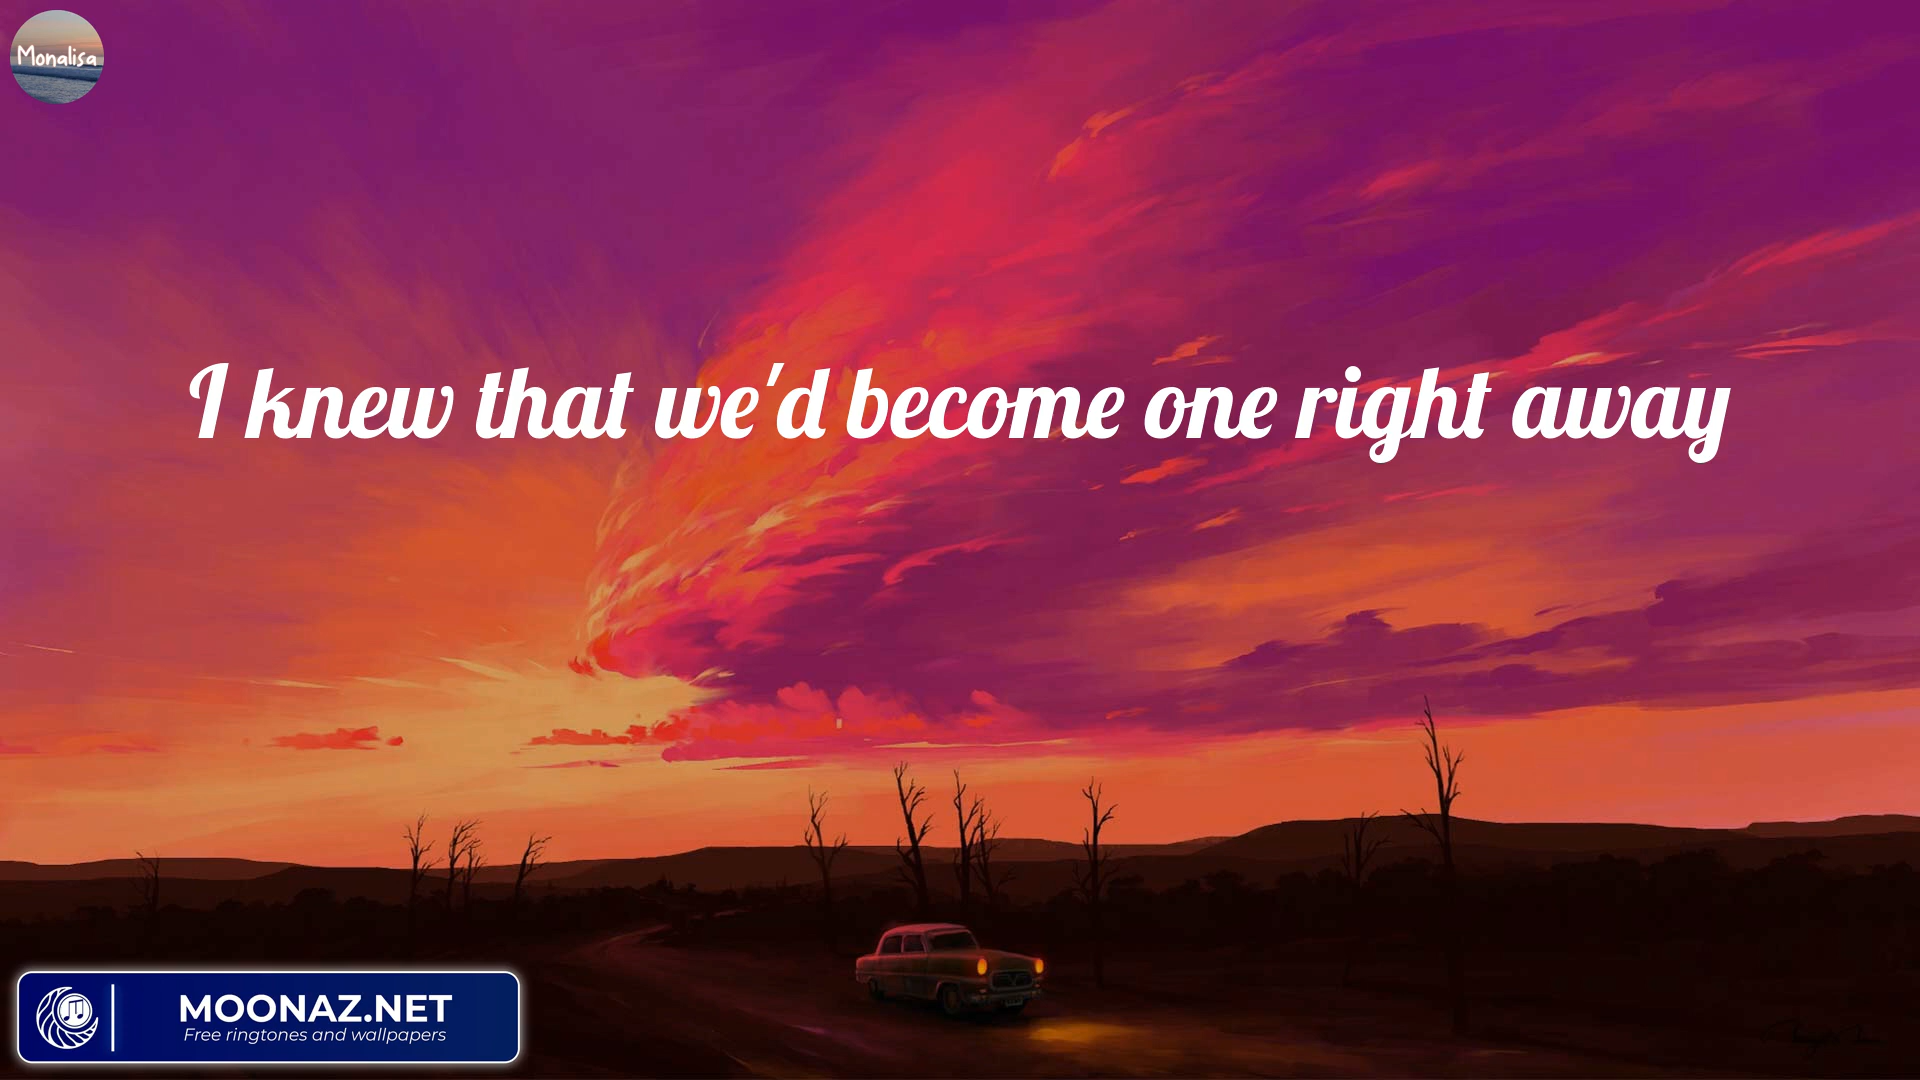 Monalisa
I knew that we'd become one right away
MOONAZ.NET
Free ringtones and wallpapers